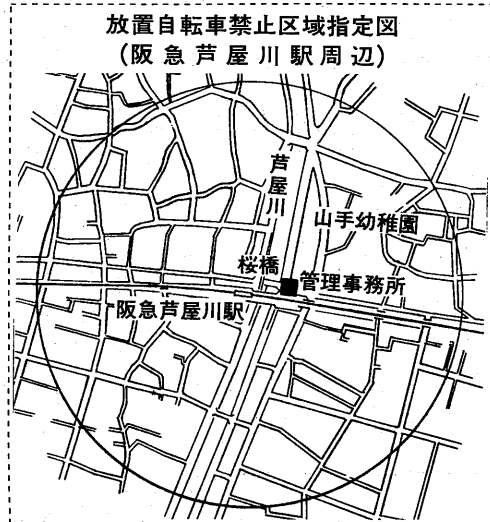 放置自転車禁止区域指定図
(阪急芦屋川駅周辺)
芦屋川
山手幼稚園
桜橋
管理事務所
阪急芦屋川駅